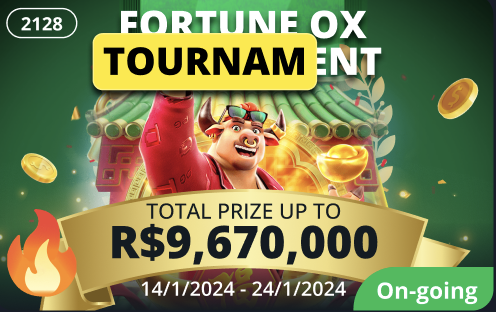 2128
FORTUNE OX
TOURNAMENT
TOTAL PRIZE UP TO
R$9,670,000
14/1/2024 - 24/1/2024
On-going